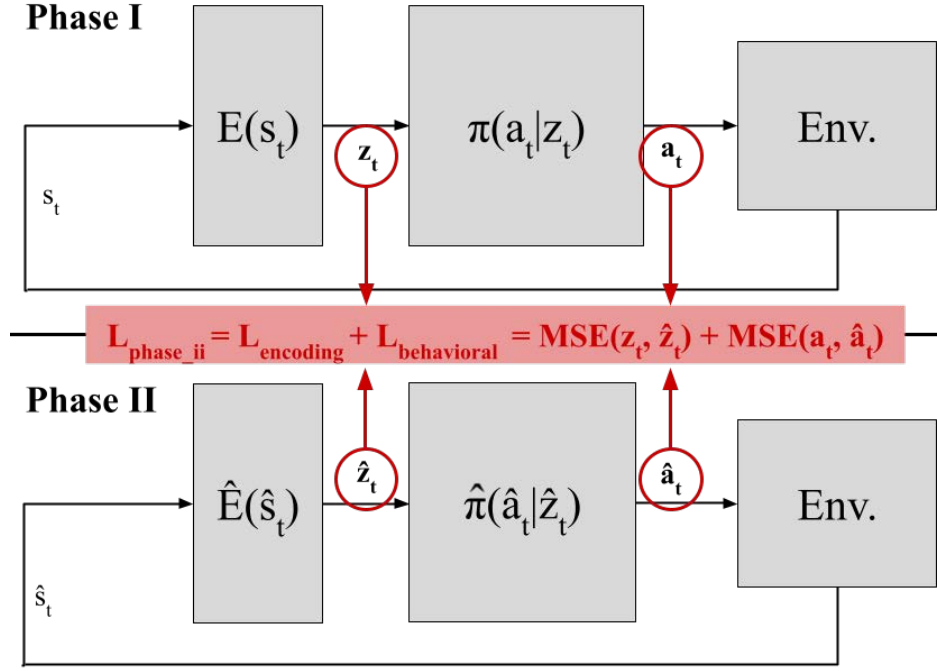 Phase I
E(s_t)
π(a_t|z_t)
Env.
z_t
a_t
s_t
L_phase_ii = L_encoding + L_behavioral = MSE(z_t, ẑ_t) + MSE(a_t, â_t)
Phase II
ẑ_t
â_t
Ê(ŝ_t)
π̂(â_t|ẑ_t)
Env.
ŝ_t